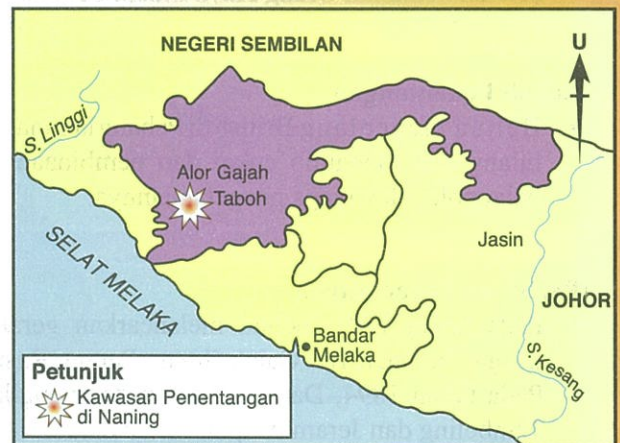 NEGERI SEMBILAN
U
S. Linggi
Alor Gajah
Taboh
SELAT MELAKA
Jasin
JOHOR
Bandar
Melaka
S. Kesang
Petunjuk
Kawasan Penentangan
di Naning